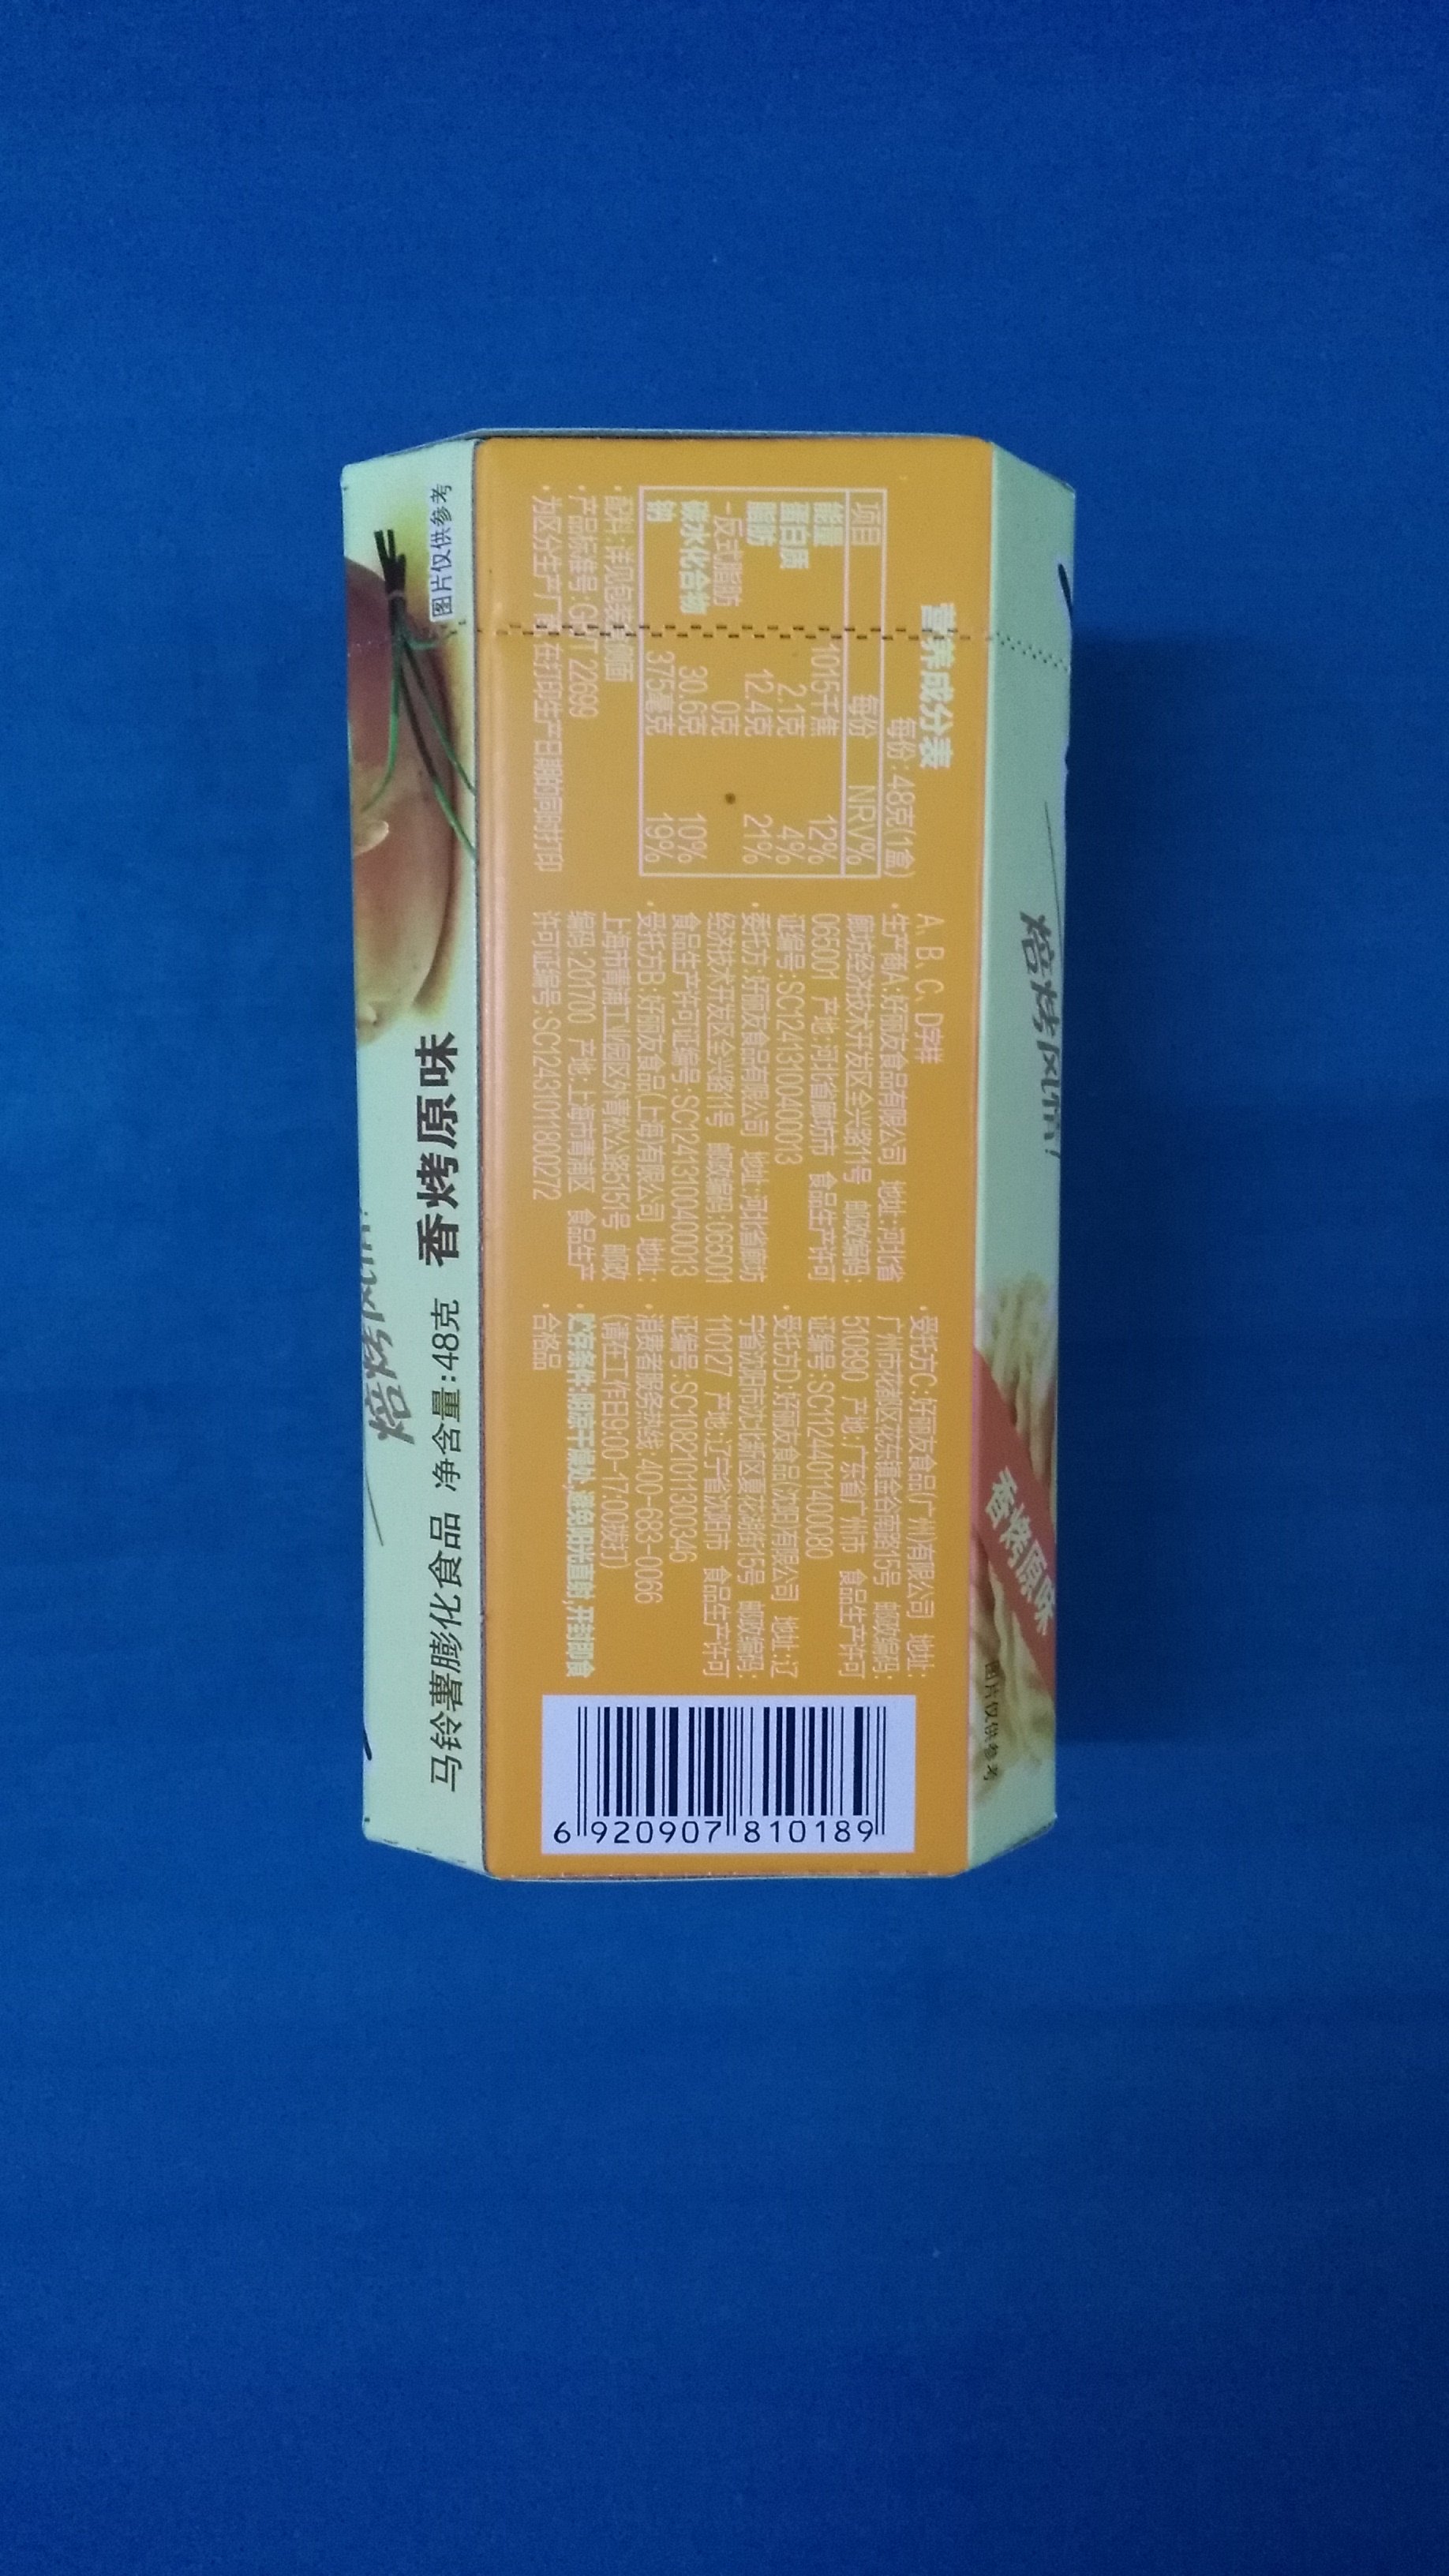 营养成分表
每份:48克(1盒)
项目 每份 NRV%
能量 1015千焦 12%
蛋白质 2.1克 4%
脂肪 12.4克 21%
-反式脂肪 0克
碳水化合物 30.6克 10%
钠 375毫克 19%
·配料:详见包装侧面
·产品标准号:GB/T 22699
·为区分生产厂商,在打印生产日期的同时打印
A、B、C、D字样
·生产商A:好丽友食品有限公司 地址:河北省
廊坊经济技术开发区全兴路11号 邮政编码:
065001 产地:河北省廊坊市 食品生产许可
证编号:SC12413100400013
·委托方:好丽友食品有限公司 地址:河北省廊坊
经济技术开发区全兴路11号 邮政编码:065001
食品生产许可证编号:SC12413100400013
·受托方B:好丽友食品(上海)有限公司 地址:
上海市青浦工业园区外青松公路5151号 邮政
编码:201700 产地:上海市青浦区 食品生产
许可证编号:SC12431011800272
·受托方C:好丽友食品(广州)有限公司 地址:
广州市花都区花东镇金谷南路15号 邮政编码:
510890 产地:广东省广州市 食品生产许可
证编号:SC11244011400080
·受托方D:好丽友食品(沈阳)有限公司 地址:辽
宁省沈阳市沈北新区夏花湖街15号 邮政编码:
110127 产地:辽宁省沈阳市 食品生产许可
证编号:SC10821011300346
·消费者服务热线:400-683-0066
(请在工作日9:00-17:00拨打)
·贮存条件:阴凉干燥处,避免阳光直射,开封即食
·合格品
6 920907 810189
马铃薯膨化食品 净含量:48克 香烤原味
图片仅供参考
焙烤风情!
焙烤风情!
香烤原味
图片仅供参考